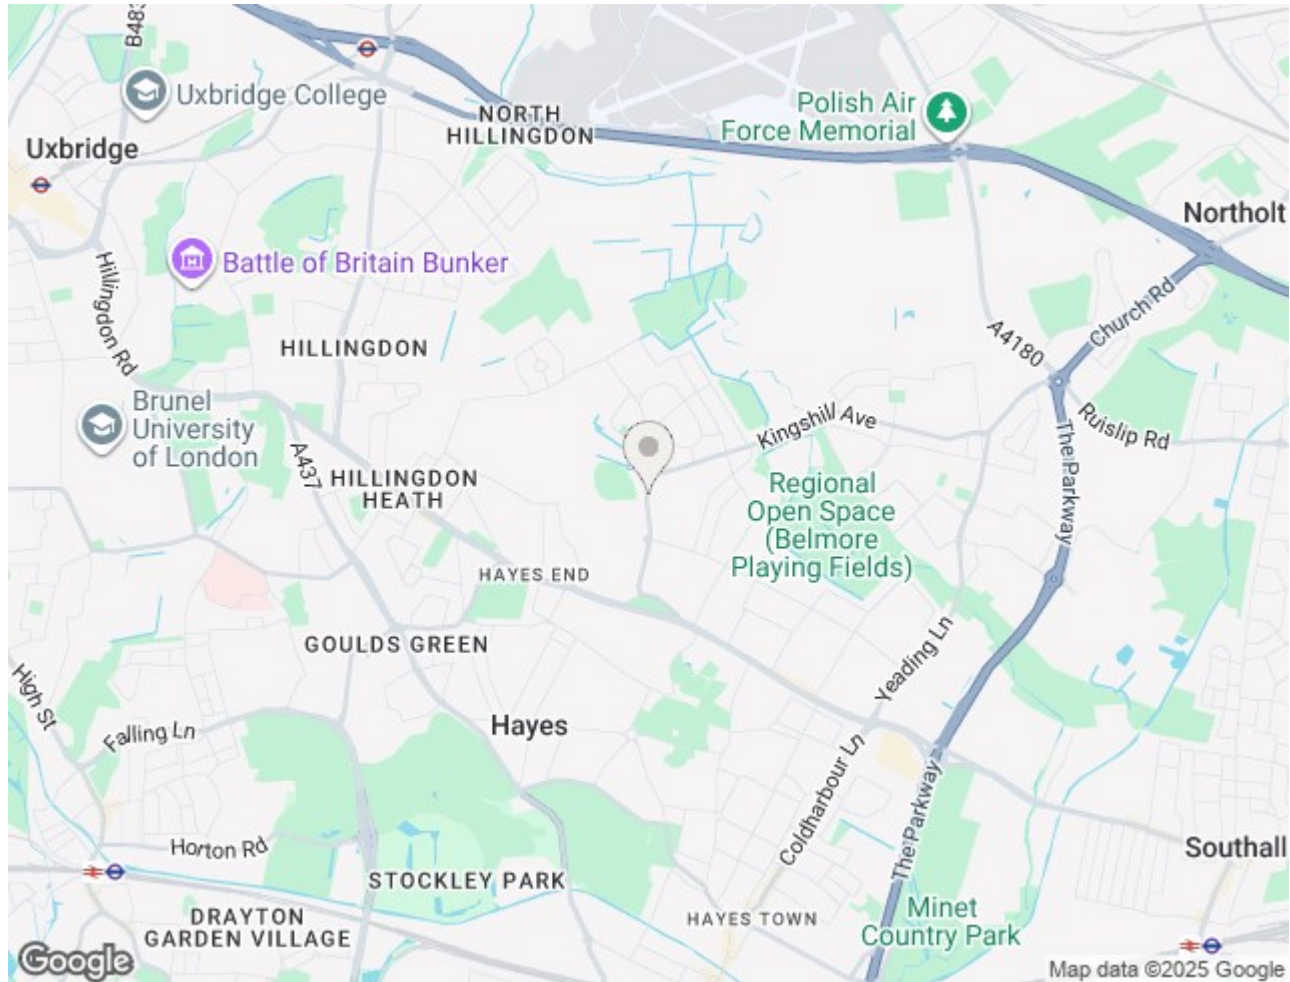 B483
Uxbridge College
NORTH
HILLINGDON
Polish Air
Force Memorial
Uxbridge
Northolt
Battle of Britain Bunker
Hillingdon Rd
Church Rd
HILLINGDON
A4180
Brunel
University
of London
Kingshill Ave
Ruislip Rd
A437
HILLINGDON
HEATH
The Parkway
Regional
Open Space
(Belmore
Playing Fields)
HAYES END
GOULDS GREEN
Yeading Ln
High St
Falling Ln
Hayes
Coldharbour Ln
The Parkway
Horton Rd
Southall
STOCKLEY PARK
DRAYTON
GARDEN VILLAGE
HAYES TOWN
Minet
Country Park
Google
Map data ©2025 Google